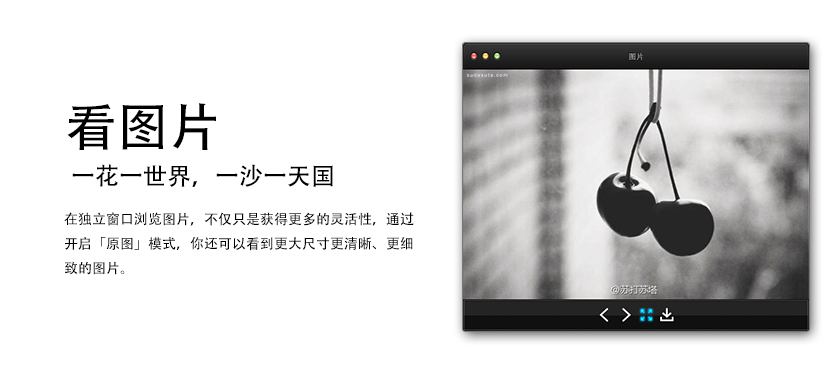 看图片
一花一世界，一沙一天国
在独立窗口浏览图片，不仅只是获得更多的灵活性，通过
开启「原图」模式，你还可以看到更大尺寸更清晰、更细
致的图片。
图片
@苏打苏塔